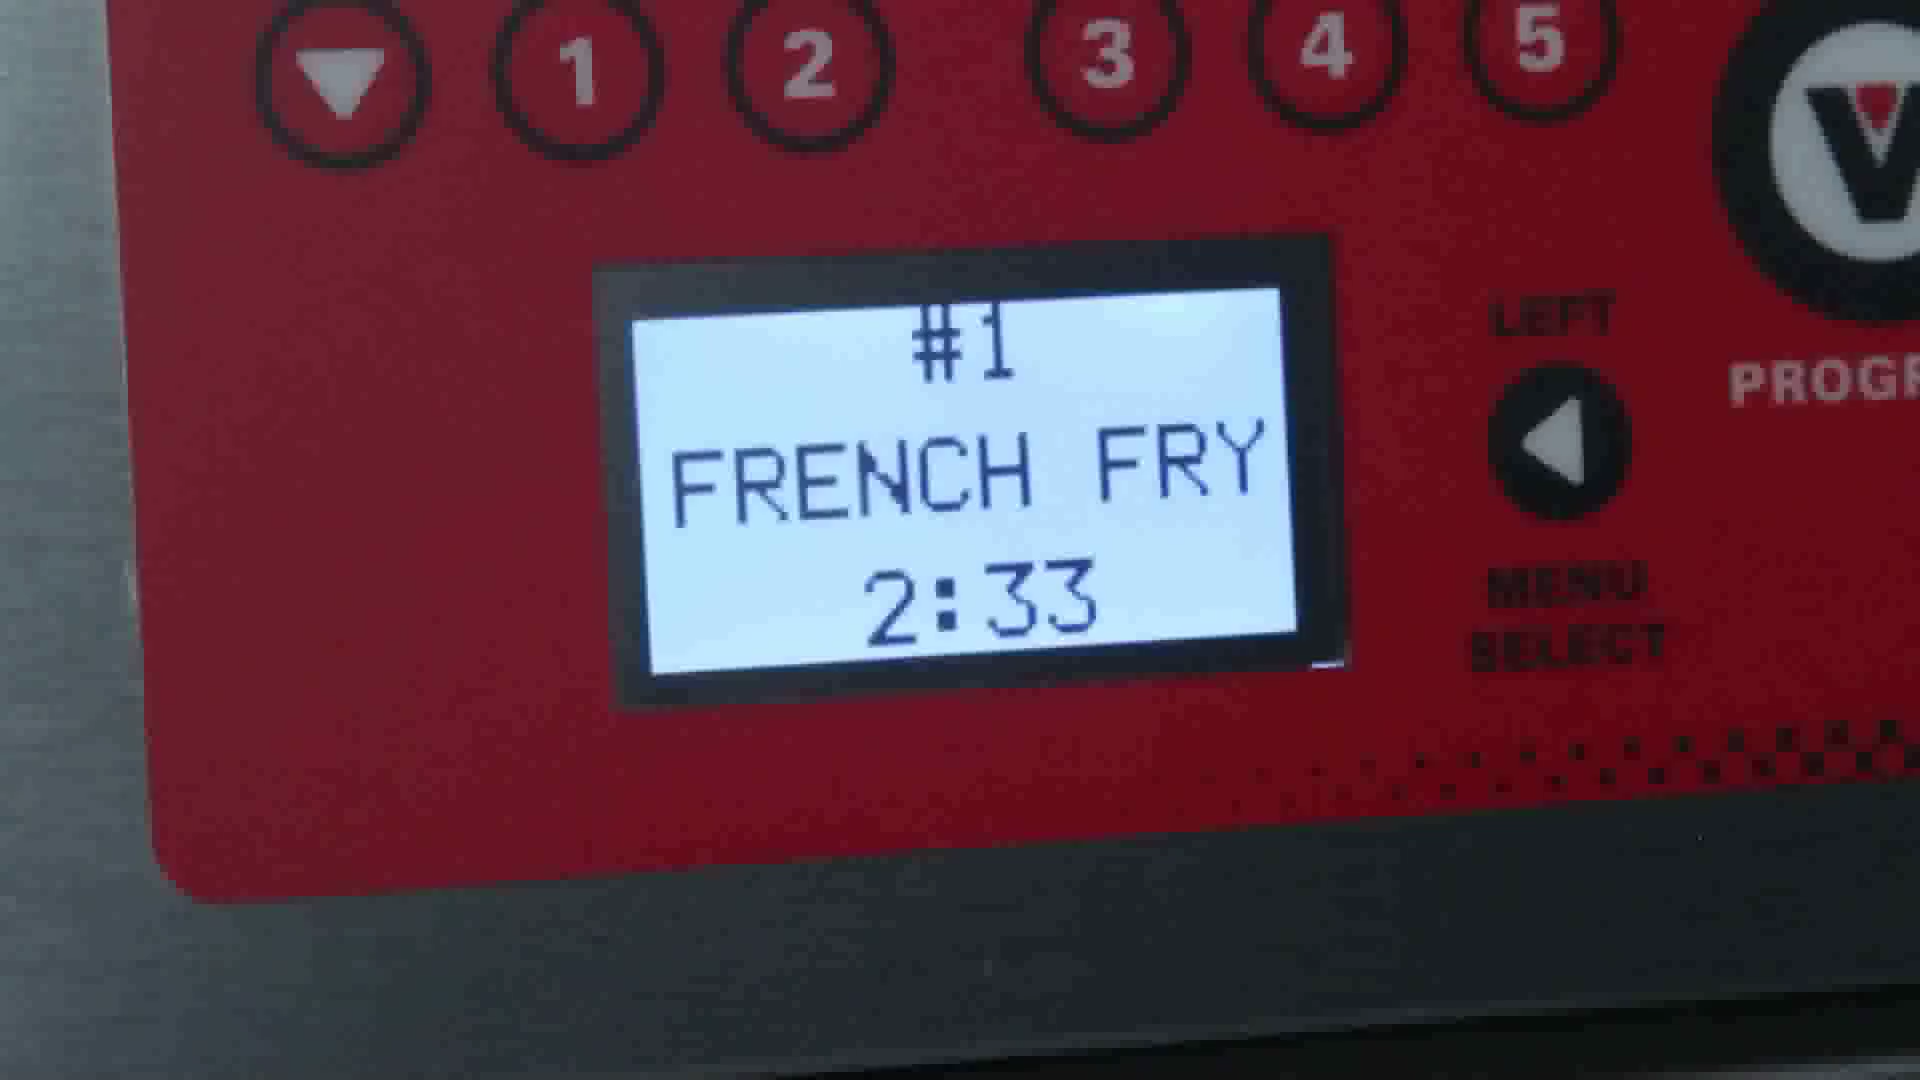 1 2 3 4 5
V
LEFT
PROGR
#1
FRENCH FRY
2:33
MENU
SELECT